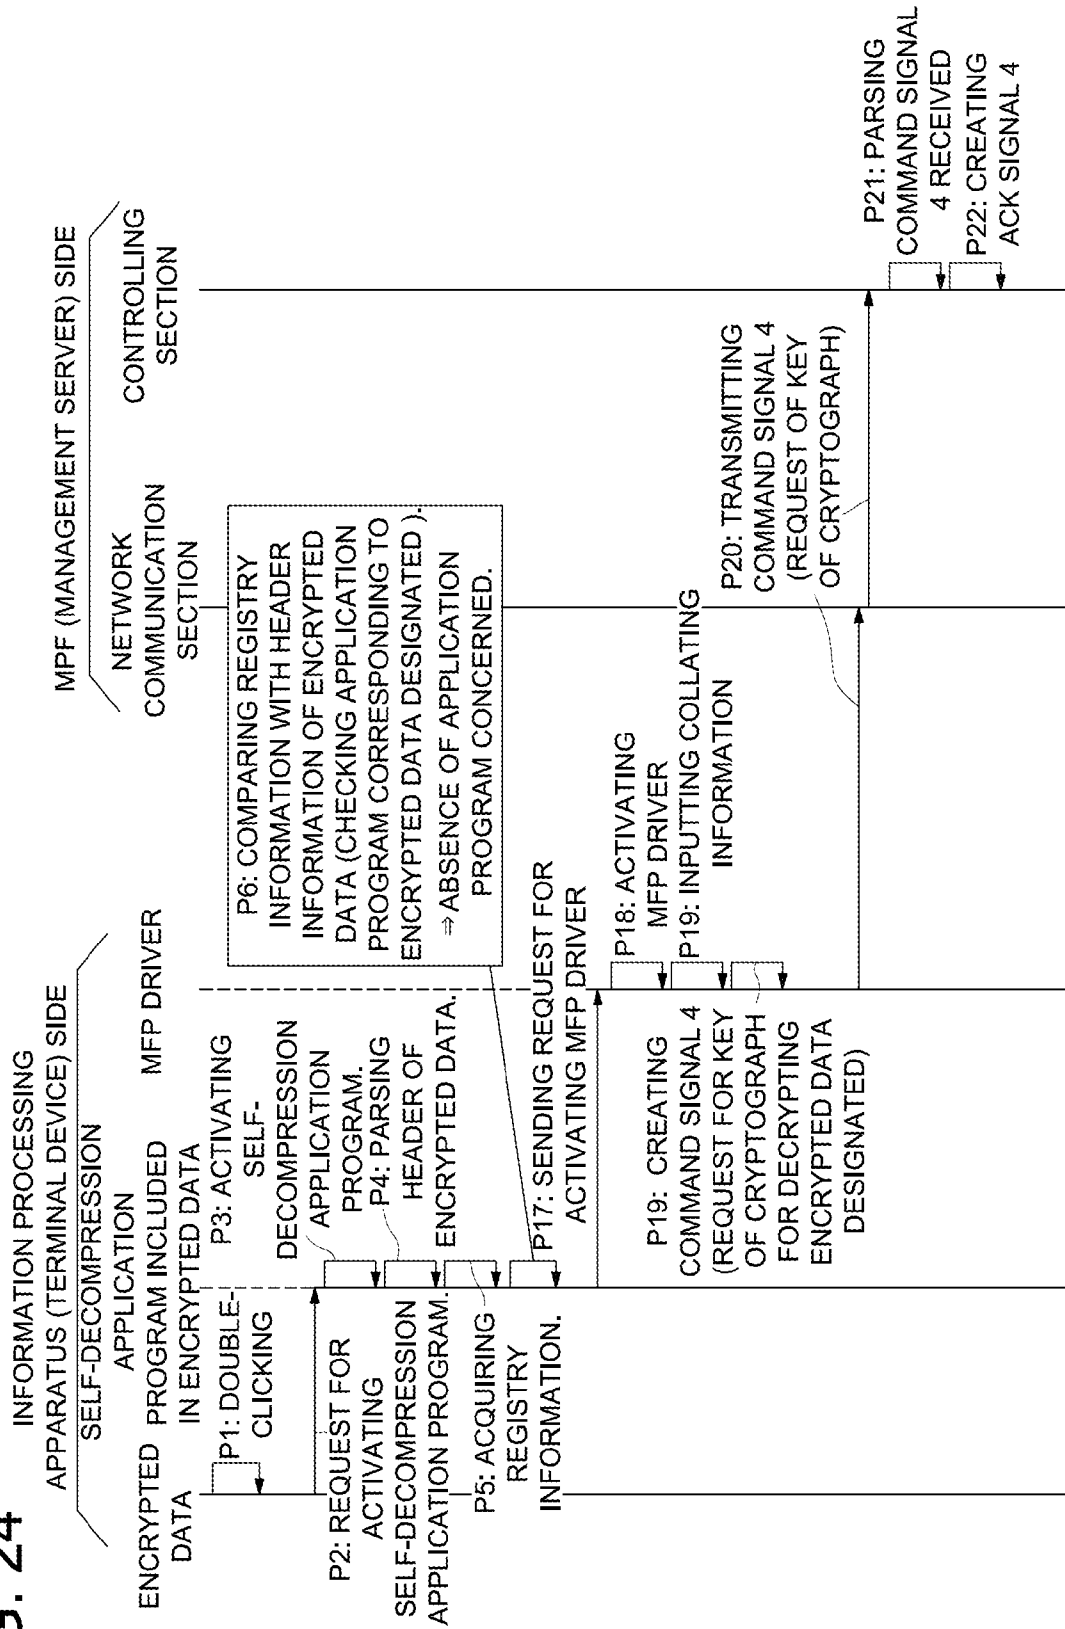 G. 24
INFORMATION PROCESSING
APPARATUS (TERMINAL DEVICE) SIDE
MPF (MANAGEMENT SERVER) SIDE
ENCRYPTED
DATA
SELF-DECOMPRESSION
APPLICATION
PROGRAM INCLUDED
IN ENCRYPTED DATA
MFP DRIVER
NETWORK
COMMUNICATION
SECTION
CONTROLLING
SECTION
P1: DOUBLE-
CLICKING
P2: REQUEST FOR
ACTIVATING
SELF-DECOMPRESSION
APPLICATION PROGRAM.
P3: ACTIVATING
SELF-
DECOMPRESSION
APPLICATION
PROGRAM.
P4: PARSING
HEADER OF
ENCRYPTED DATA.
P5: ACQUIRING
REGISTRY
INFORMATION.
P6: COMPARING REGISTRY
INFORMATION WITH HEADER
INFORMATION OF ENCRYPTED
DATA (CHECKING APPLICATION
PROGRAM CORRESPONDING TO
ENCRYPTED DATA DESIGNATED ).
⇒ ABSENCE OF APPLICATION
PROGRAM CONCERNED.
P17: SENDING REQUEST FOR
ACTIVATING MFP DRIVER
P18: ACTIVATING
MFP DRIVER
P19: INPUTTING COLLATING
INFORMATION
P19: CREATING
COMMAND SIGNAL 4
(REQUEST FOR KEY
OF CRYPTOGRAPH
FOR DECRYPTING
ENCRYPTED DATA
DESIGNATED)
P20: TRANSMITTING
COMMAND SIGNAL 4
(REQUEST OF KEY
OF CRYPTOGRAPH)
P21: PARSING
COMMAND SIGNAL
4 RECEIVED
P22: CREATING
ACK SIGNAL 4